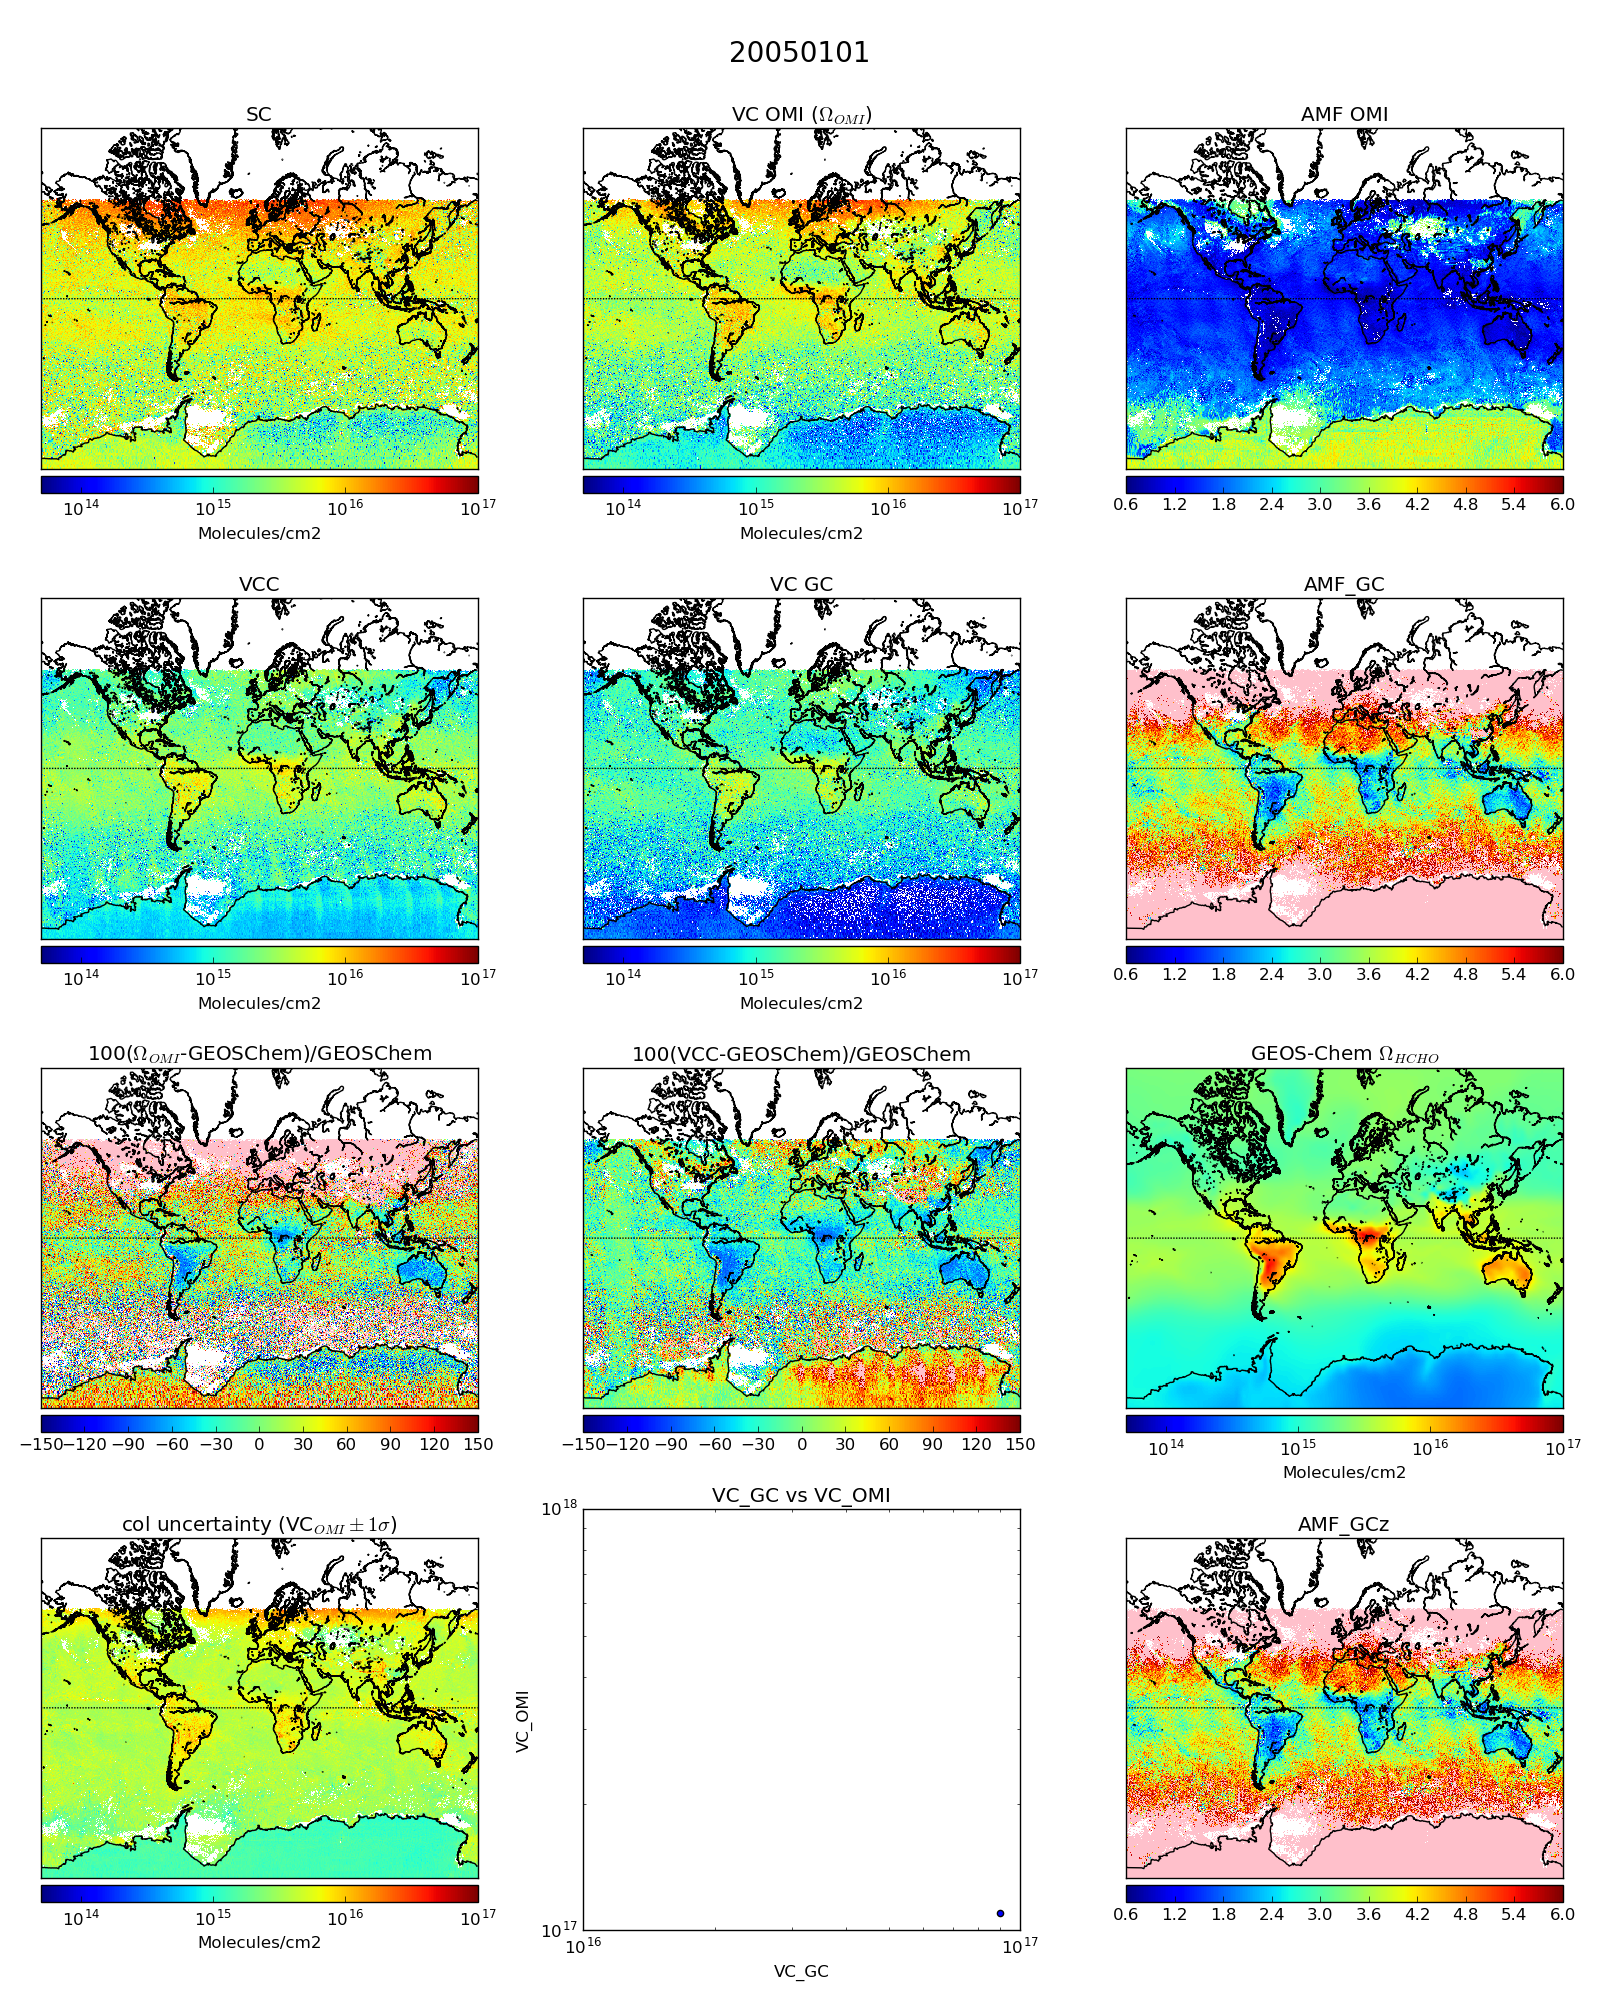 20050101
SC
VC OMI (Ω_OMI)
AMF OMI
10^14 10^15 10^16 10^17
Molecules/cm2
10^14 10^15 10^16 10^17
Molecules/cm2
0.6 1.2 1.8 2.4 3.0 3.6 4.2 4.8 5.4 6.0
VCC
VC GC
AMF_GC
10^14 10^15 10^16 10^17
Molecules/cm2
10^14 10^15 10^16 10^17
Molecules/cm2
0.6 1.2 1.8 2.4 3.0 3.6 4.2 4.8 5.4 6.0
100(Ω_OMI-GEOSChem)/GEOSChem
100(VCC-GEOSChem)/GEOSChem
GEOS-Chem Ω_HCHO
−150 −120 −90 −60 −30 0 30 60 90 120 150
−150 −120 −90 −60 −30 0 30 60 90 120 150
10^14 10^15 10^16 10^17
Molecules/cm2
col uncertainty (VC_OMI ± 1σ)
VC_GC vs VC_OMI
AMF_GCz
10^14 10^15 10^16 10^17
Molecules/cm2
10^18
VC_OMI
10^17
10^16 10^17
VC_GC
0.6 1.2 1.8 2.4 3.0 3.6 4.2 4.8 5.4 6.0